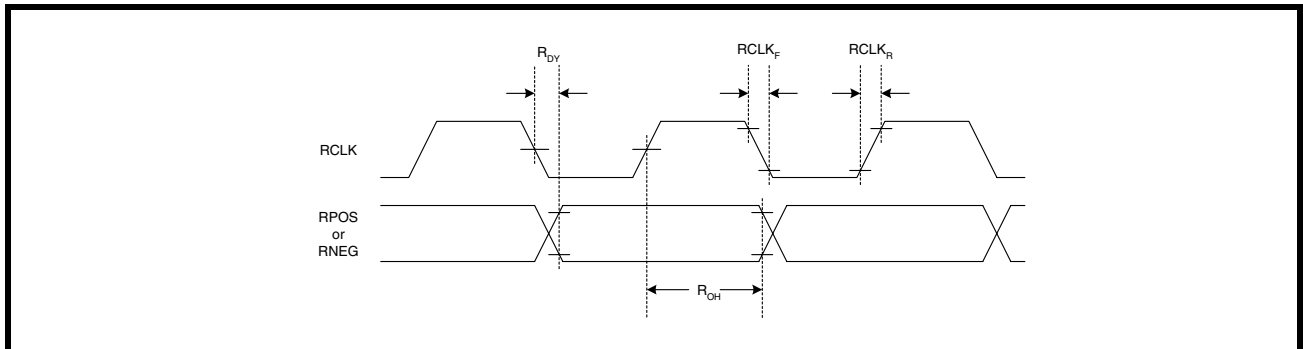 R_DY
RCLK_F
RCLK_R
RCLK
RPOS
or
RNEG
R_OH